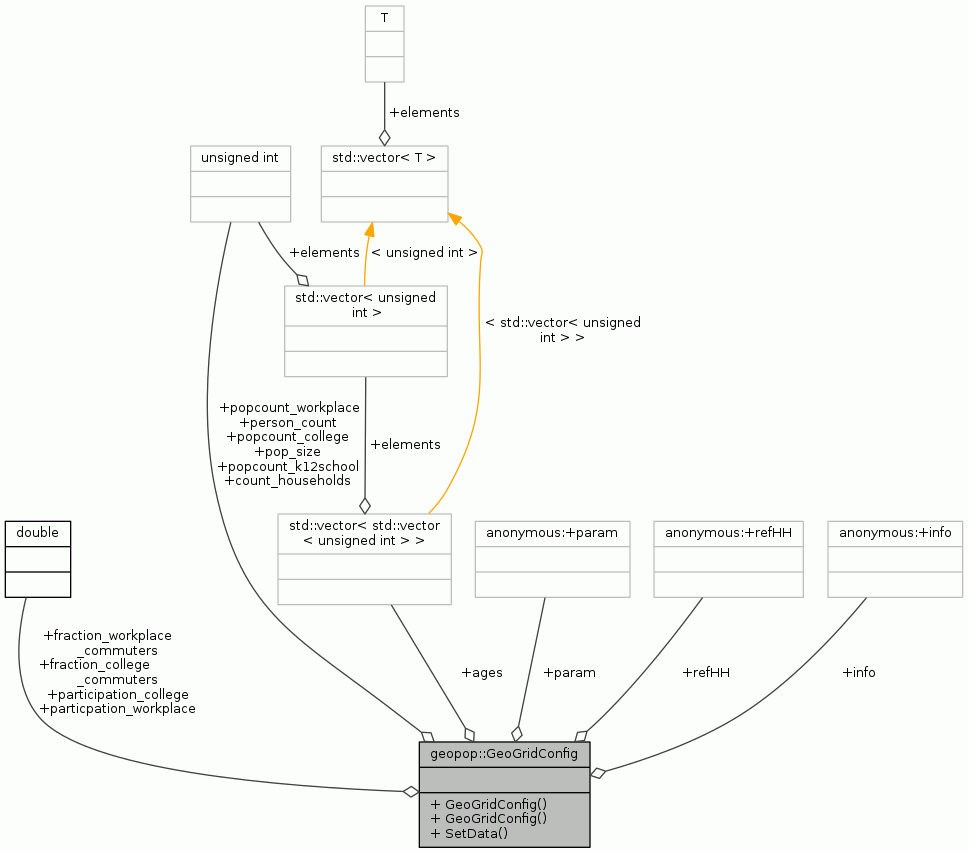 T
+elements
unsigned int
std::vector< T >
+elements
< unsigned int >
std::vector< unsigned
int >
< std::vector< unsigned
int > >
+popcount_workplace
+person_count
+popcount_college
+pop_size
+popcount_k12school
+count_households
+elements
double
std::vector< std::vector
< unsigned int > >
anonymous:+param
anonymous:+refHH
anonymous:+info
+fraction_workplace
_commuters
+fraction_college
_commuters
+participation_college
+particpation_workplace
+ages
+param
+refHH
+info
geopop::GeoGridConfig
+ GeoGridConfig()
+ GeoGridConfig()
+ SetData()